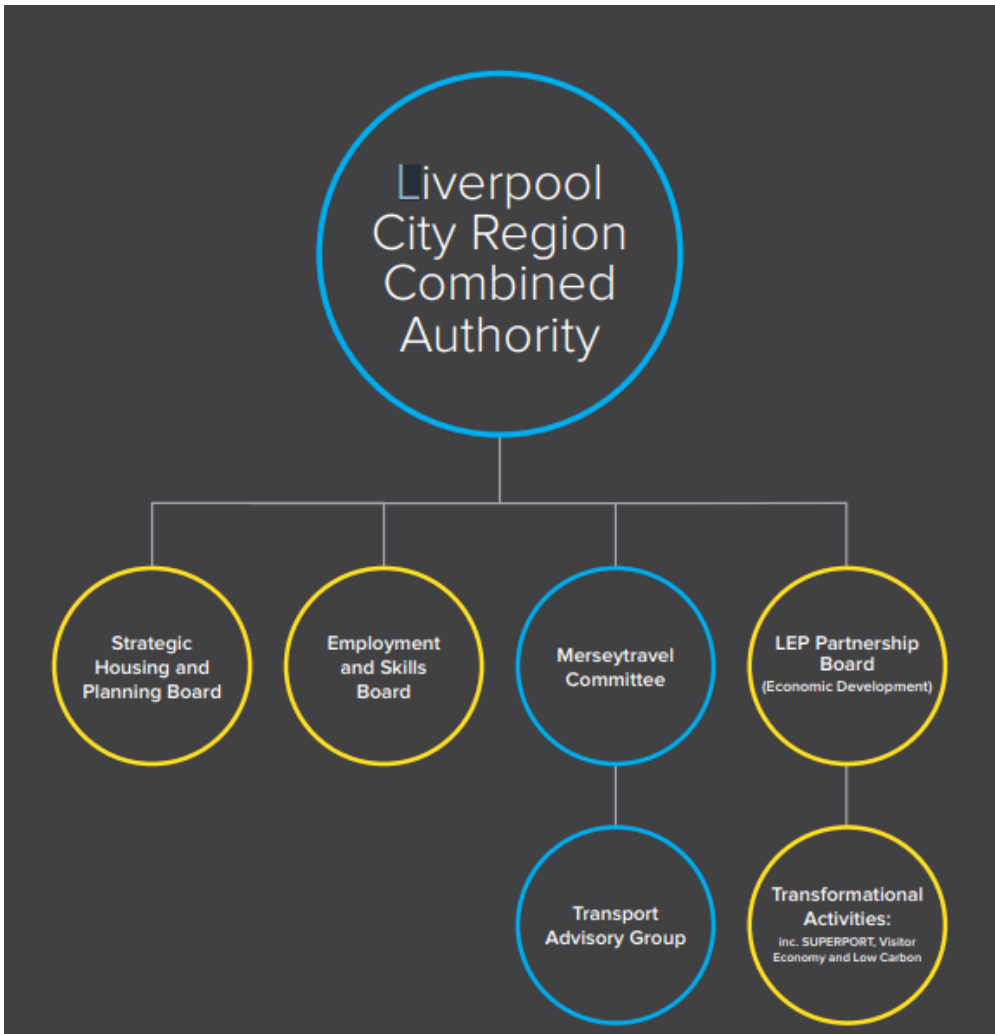 Liverpool
City Region
Combined
Authority
Strategic
Housing and
Planning Board
Employment
and Skills
Board
Merseytravel
Committee
LEP Partnership
Board
(Economic Development)
Transport
Advisory Group
Transformational
Activities:
inc. SUPERPORT, Visitor
Economy and Low Carbon